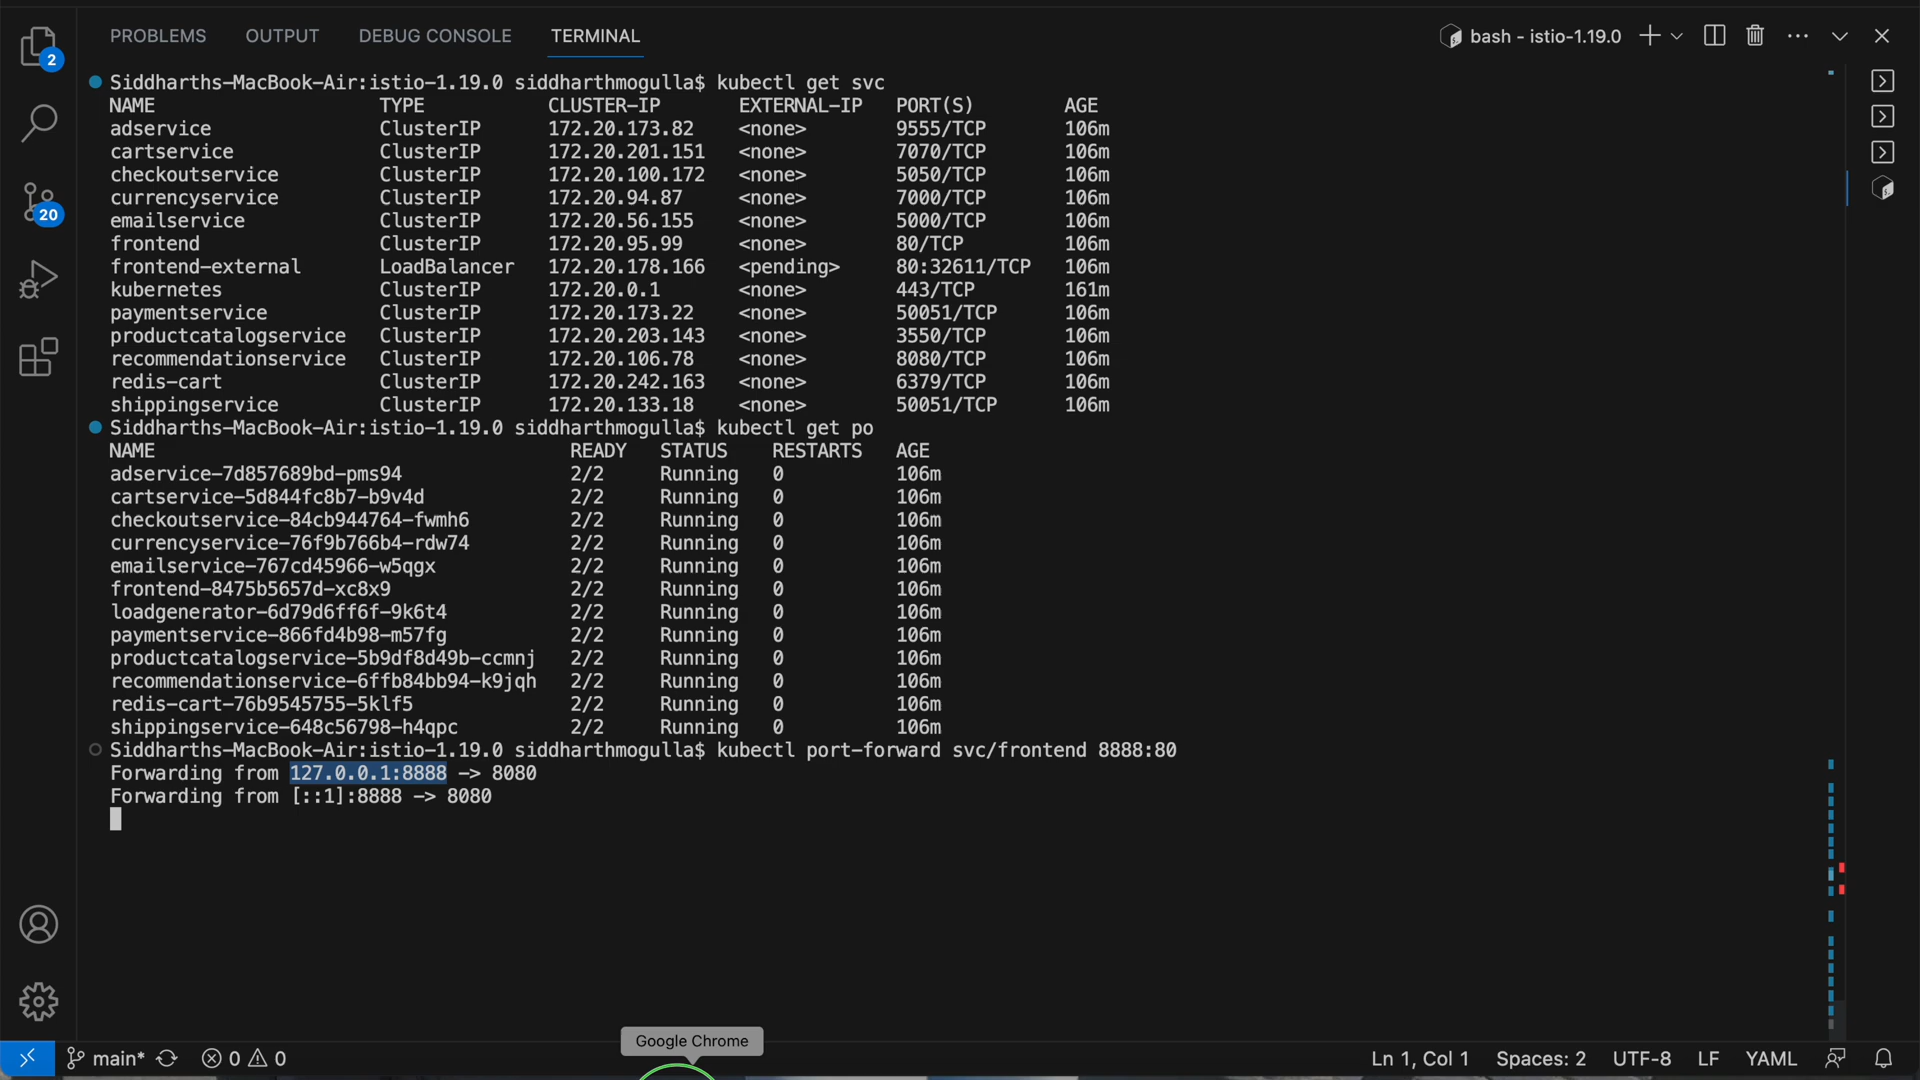 PROBLEMS OUTPUT DEBUG CONSOLE TERMINAL bash - istio-1.19.0
2
20
Siddharths-MacBook-Air:istio-1.19.0 siddharthmogulla$ kubectl get svc
NAME TYPE CLUSTER-IP EXTERNAL-IP PORT(S) AGE
adservice ClusterIP 172.20.173.82 <none> 9555/TCP 106m
cartservice ClusterIP 172.20.201.151 <none> 7070/TCP 106m
checkoutservice ClusterIP 172.20.100.172 <none> 5050/TCP 106m
currencyservice ClusterIP 172.20.94.87 <none> 7000/TCP 106m
emailservice ClusterIP 172.20.56.155 <none> 5000/TCP 106m
frontend ClusterIP 172.20.95.99 <none> 80/TCP 106m
frontend-external LoadBalancer 172.20.178.166 <pending> 80:32611/TCP 106m
kubernetes ClusterIP 172.20.0.1 <none> 443/TCP 161m
paymentservice ClusterIP 172.20.173.22 <none> 50051/TCP 106m
productcatalogservice ClusterIP 172.20.203.143 <none> 3550/TCP 106m
recommendationservice ClusterIP 172.20.106.78 <none> 8080/TCP 106m
redis-cart ClusterIP 172.20.242.163 <none> 6379/TCP 106m
shippingservice ClusterIP 172.20.133.18 <none> 50051/TCP 106m
Siddharths-MacBook-Air:istio-1.19.0 siddharthmogulla$ kubectl get po
NAME READY STATUS RESTARTS AGE
adservice-7d857689bd-pms94 2/2 Running 0 106m
cartservice-5d844fc8b7-b9v4d 2/2 Running 0 106m
checkoutservice-84cb944764-fwmh6 2/2 Running 0 106m
currencyservice-76f9b766b4-rdw74 2/2 Running 0 106m
emailservice-767cd45966-w5qgx 2/2 Running 0 106m
frontend-8475b5657d-xc8x9 2/2 Running 0 106m
loadgenerator-6d79d6ff6f-9k6t4 2/2 Running 0 106m
paymentservice-866fd4b98-m57fg 2/2 Running 0 106m
productcatalogservice-5b9df8d49b-ccmnj 2/2 Running 0 106m
recommendationservice-6ffb84bb94-k9jqh 2/2 Running 0 106m
redis-cart-76b9545755-5klf5 2/2 Running 0 106m
shippingservice-648c56798-h4qpc 2/2 Running 0 106m
Siddharths-MacBook-Air:istio-1.19.0 siddharthmogulla$ kubectl port-forward svc/frontend 8888:80
Forwarding from 127.0.0.1:8888 -> 8080
Forwarding from [::1]:8888 -> 8080
Google Chrome
main* 0 0 Ln 1, Col 1 Spaces: 2 UTF-8 LF YAML